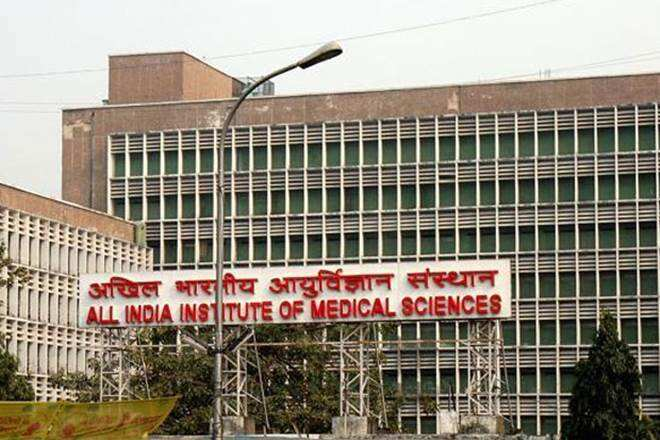 अखिल भारतीय आयुर्विज्ञान संस्थान
ALL INDIA INSTITUTE OF MEDICAL SCIENCES